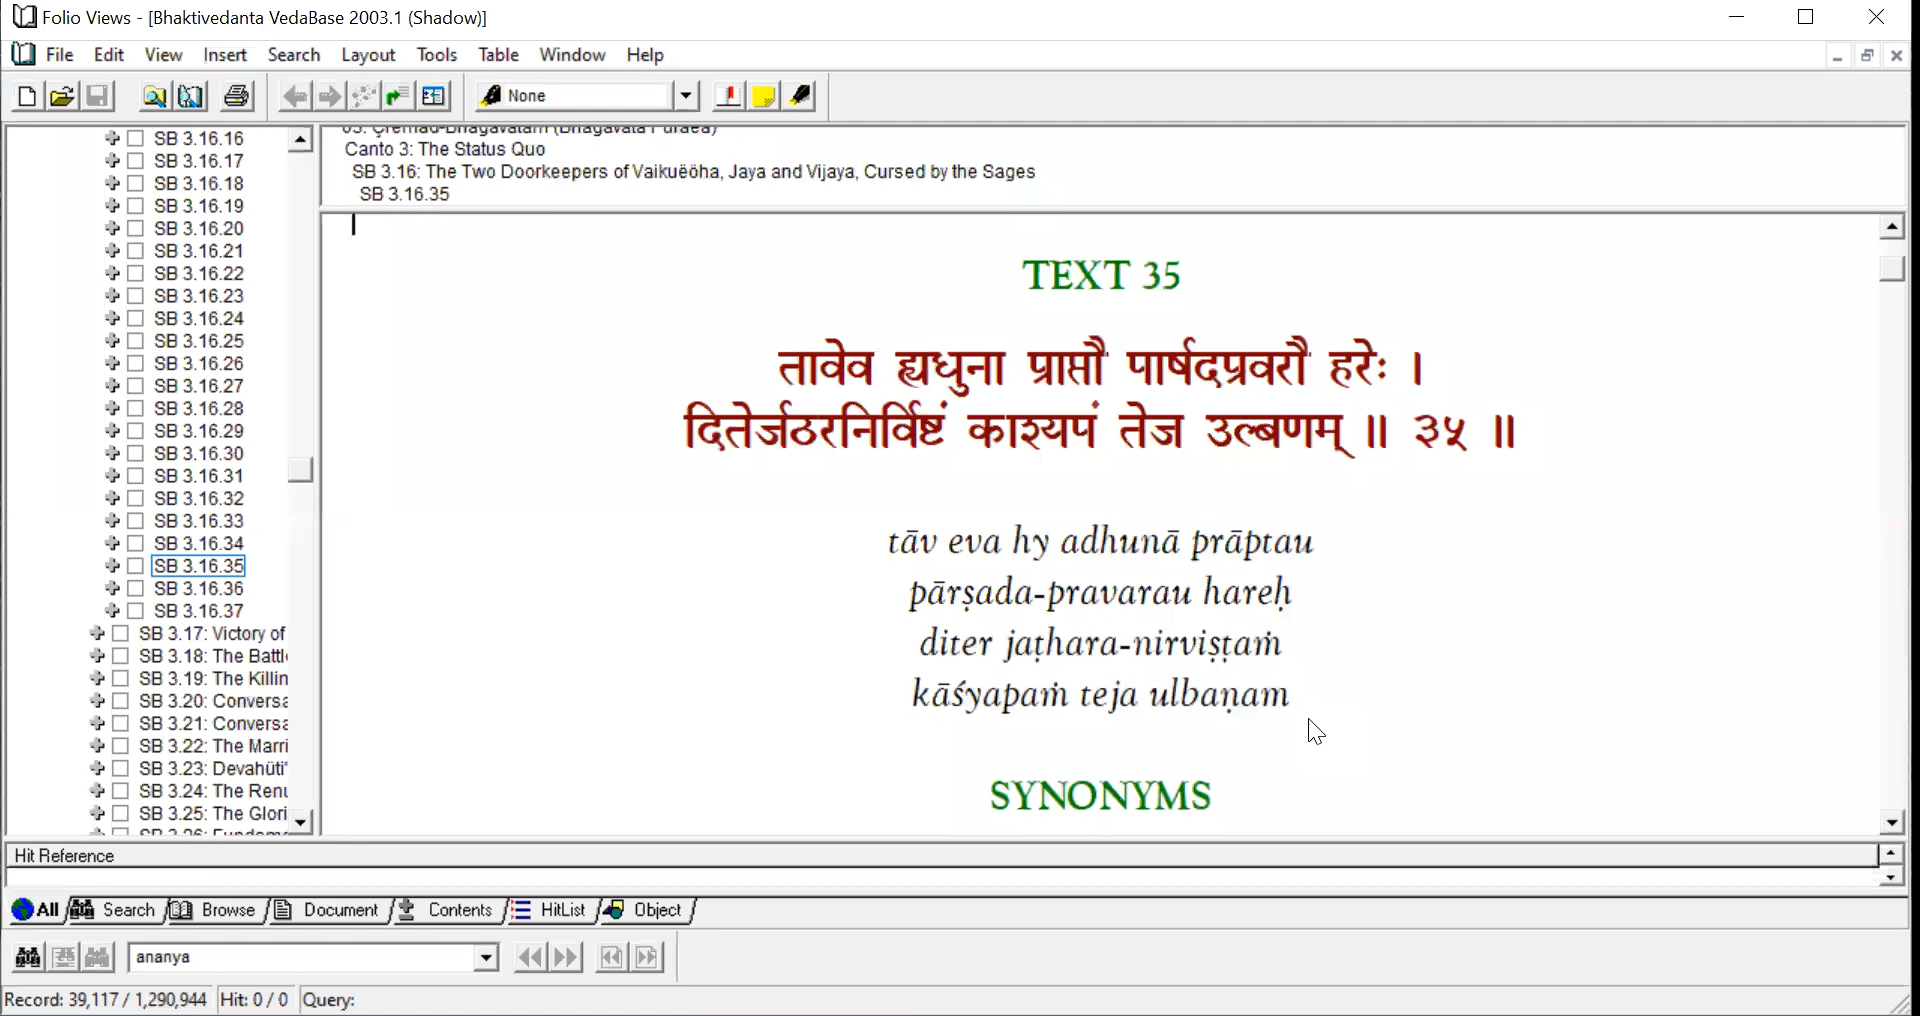 Folio Views - [Bhaktivedanta VedaBase 2003.1 (Shadow)]
File Edit View Insert Search Layout Tools Table Window Help
None
SB 3.16.16
SB 3.16.17
SB 3.16.18
SB 3.16.19
SB 3.16.20
SB 3.16.21
SB 3.16.22
SB 3.16.23
SB 3.16.24
SB 3.16.25
SB 3.16.26
SB 3.16.27
SB 3.16.28
SB 3.16.29
SB 3.16.30
SB 3.16.31
SB 3.16.32
SB 3.16.33
SB 3.16.34
SB 3.16.35
SB 3.16.36
SB 3.16.37
SB 3.17: Victory of
SB 3.18: The Battl
SB 3.19: The Killin
SB 3.20: Conversa
SB 3.21: Conversa
SB 3.22: The Marri
SB 3.23: Devahüti'
SB 3.24: The Renu
SB 3.25: The Glori
Canto 3: The Status Quo
SB 3.16: The Two Doorkeepers of Vaikuëöha, Jaya and Vijaya, Cursed by the Sages
SB 3.16.35
TEXT 35
तावेव ह्यधुना प्राप्तौ पार्षदप्रवरौ हरेः ।
दितेर्जठरनिर्विष्टं काश्यपं तेज उल्बणम् ॥ ३५ ॥
tāv eva hy adhunā prāptau
pārṣada-pravarau hareḥ
diter jaṭhara-nirviṣṭaṁ
kāśyapaṁ teja ulbaṇam
SYNONYMS
Hit Reference
All Search Browse Document Contents HitList Object
ananya
Record: 39,117 / 1,290,944 Hit: 0 / 0 Query: